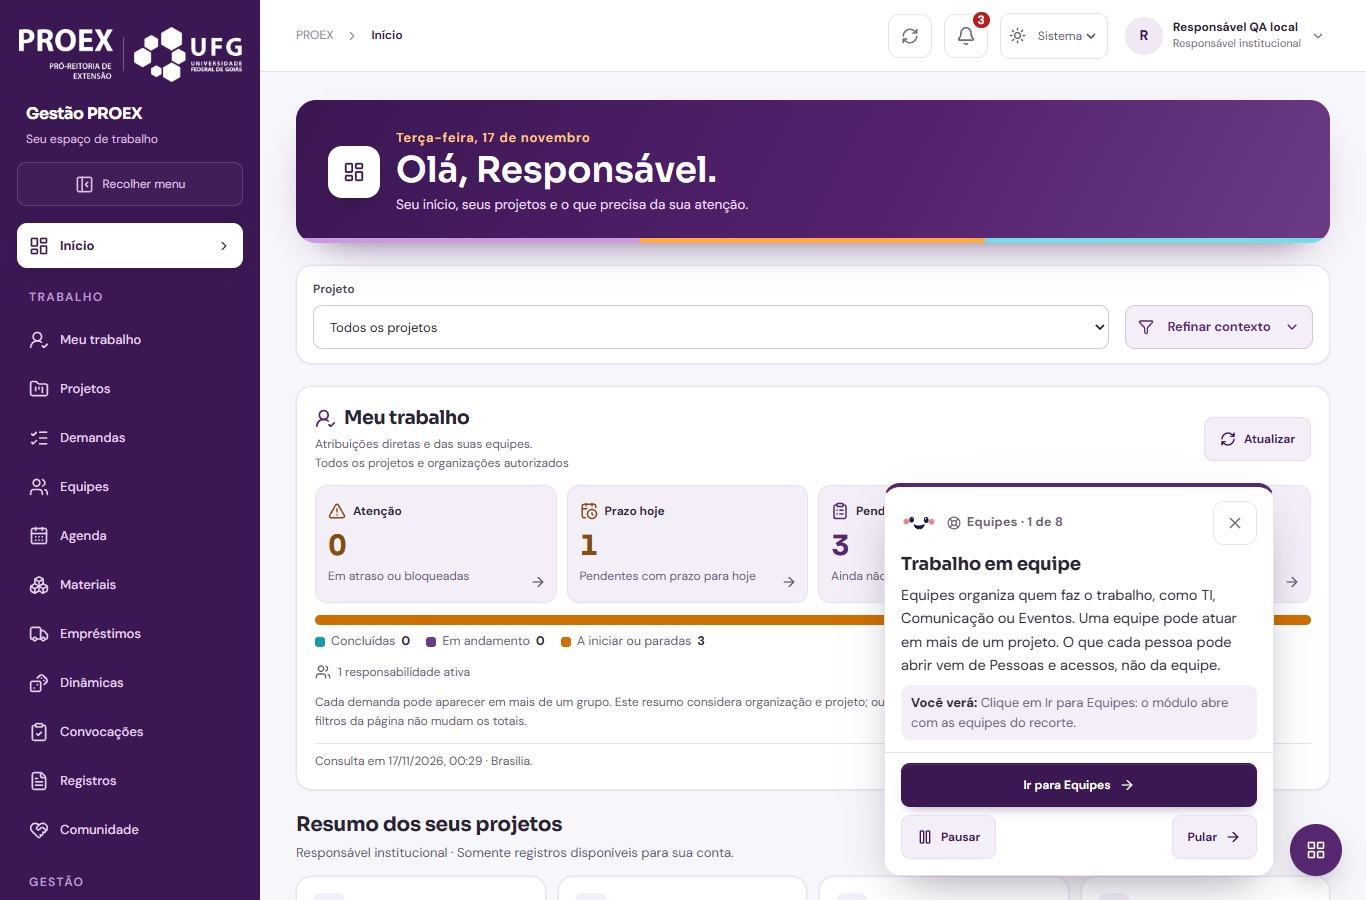 PROEX
PRÓ-REITORIA DE
EXTENSÃO
UFG
UNIVERSIDADE
FEDERAL DE GOIÁS
Gestão PROEX
Seu espaço de trabalho
Recolher menu
Início
TRABALHO
Meu trabalho
Projetos
Demandas
Equipes
Agenda
Materiais
Empréstimos
Dinâmicas
Convocações
Registros
Comunidade
GESTÃO
PROEX
Início
3
Sistema
R
Responsável QA local
Responsável institucional
Terça-feira, 17 de novembro
Olá, Responsável.
Seu início, seus projetos e o que precisa da sua atenção.
Projeto
Todos os projetos
Refinar contexto
Meu trabalho
Atribuições diretas e das suas equipes.
Todos os projetos e organizações autorizados
Atualizar
Atenção
0
Em atraso ou bloqueadas
Prazo hoje
1
Pendentes com prazo para hoje
Pend
3
Ainda não
Concluídas 0
Em andamento 0
A iniciar ou paradas 3
1 responsabilidade ativa
Cada demanda pode aparecer em mais de um grupo. Este resumo considera organização e projeto; ou
filtros da página não mudam os totais.
Consulta em 17/11/2026, 00:29 · Brasília.
Resumo dos seus projetos
Responsável institucional · Somente registros disponíveis para sua conta.
Equipes · 1 de 8
Trabalho em equipe
Equipes organiza quem faz o trabalho, como TI,
Comunicação ou Eventos. Uma equipe pode atuar
em mais de um projeto. O que cada pessoa pode
abrir vem de Pessoas e acessos, não da equipe.
Você verá: Clique em Ir para Equipes: o módulo abre
com as equipes do recorte.
Ir para Equipes
Pausar
Pular